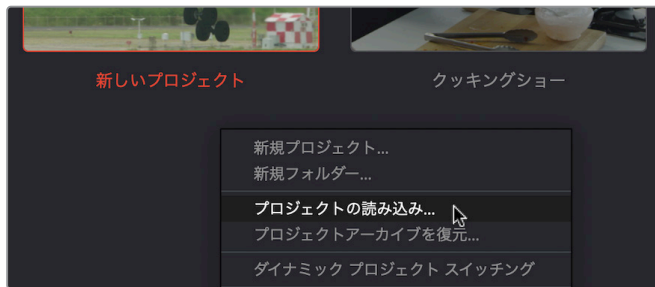 新しいプロジェクト
クッキングショー
新規プロジェクト...
新規フォルダー...
プロジェクトの読み込み...
プロジェクトアーカイブを復元...
ダイナミック プロジェクト スイッチング